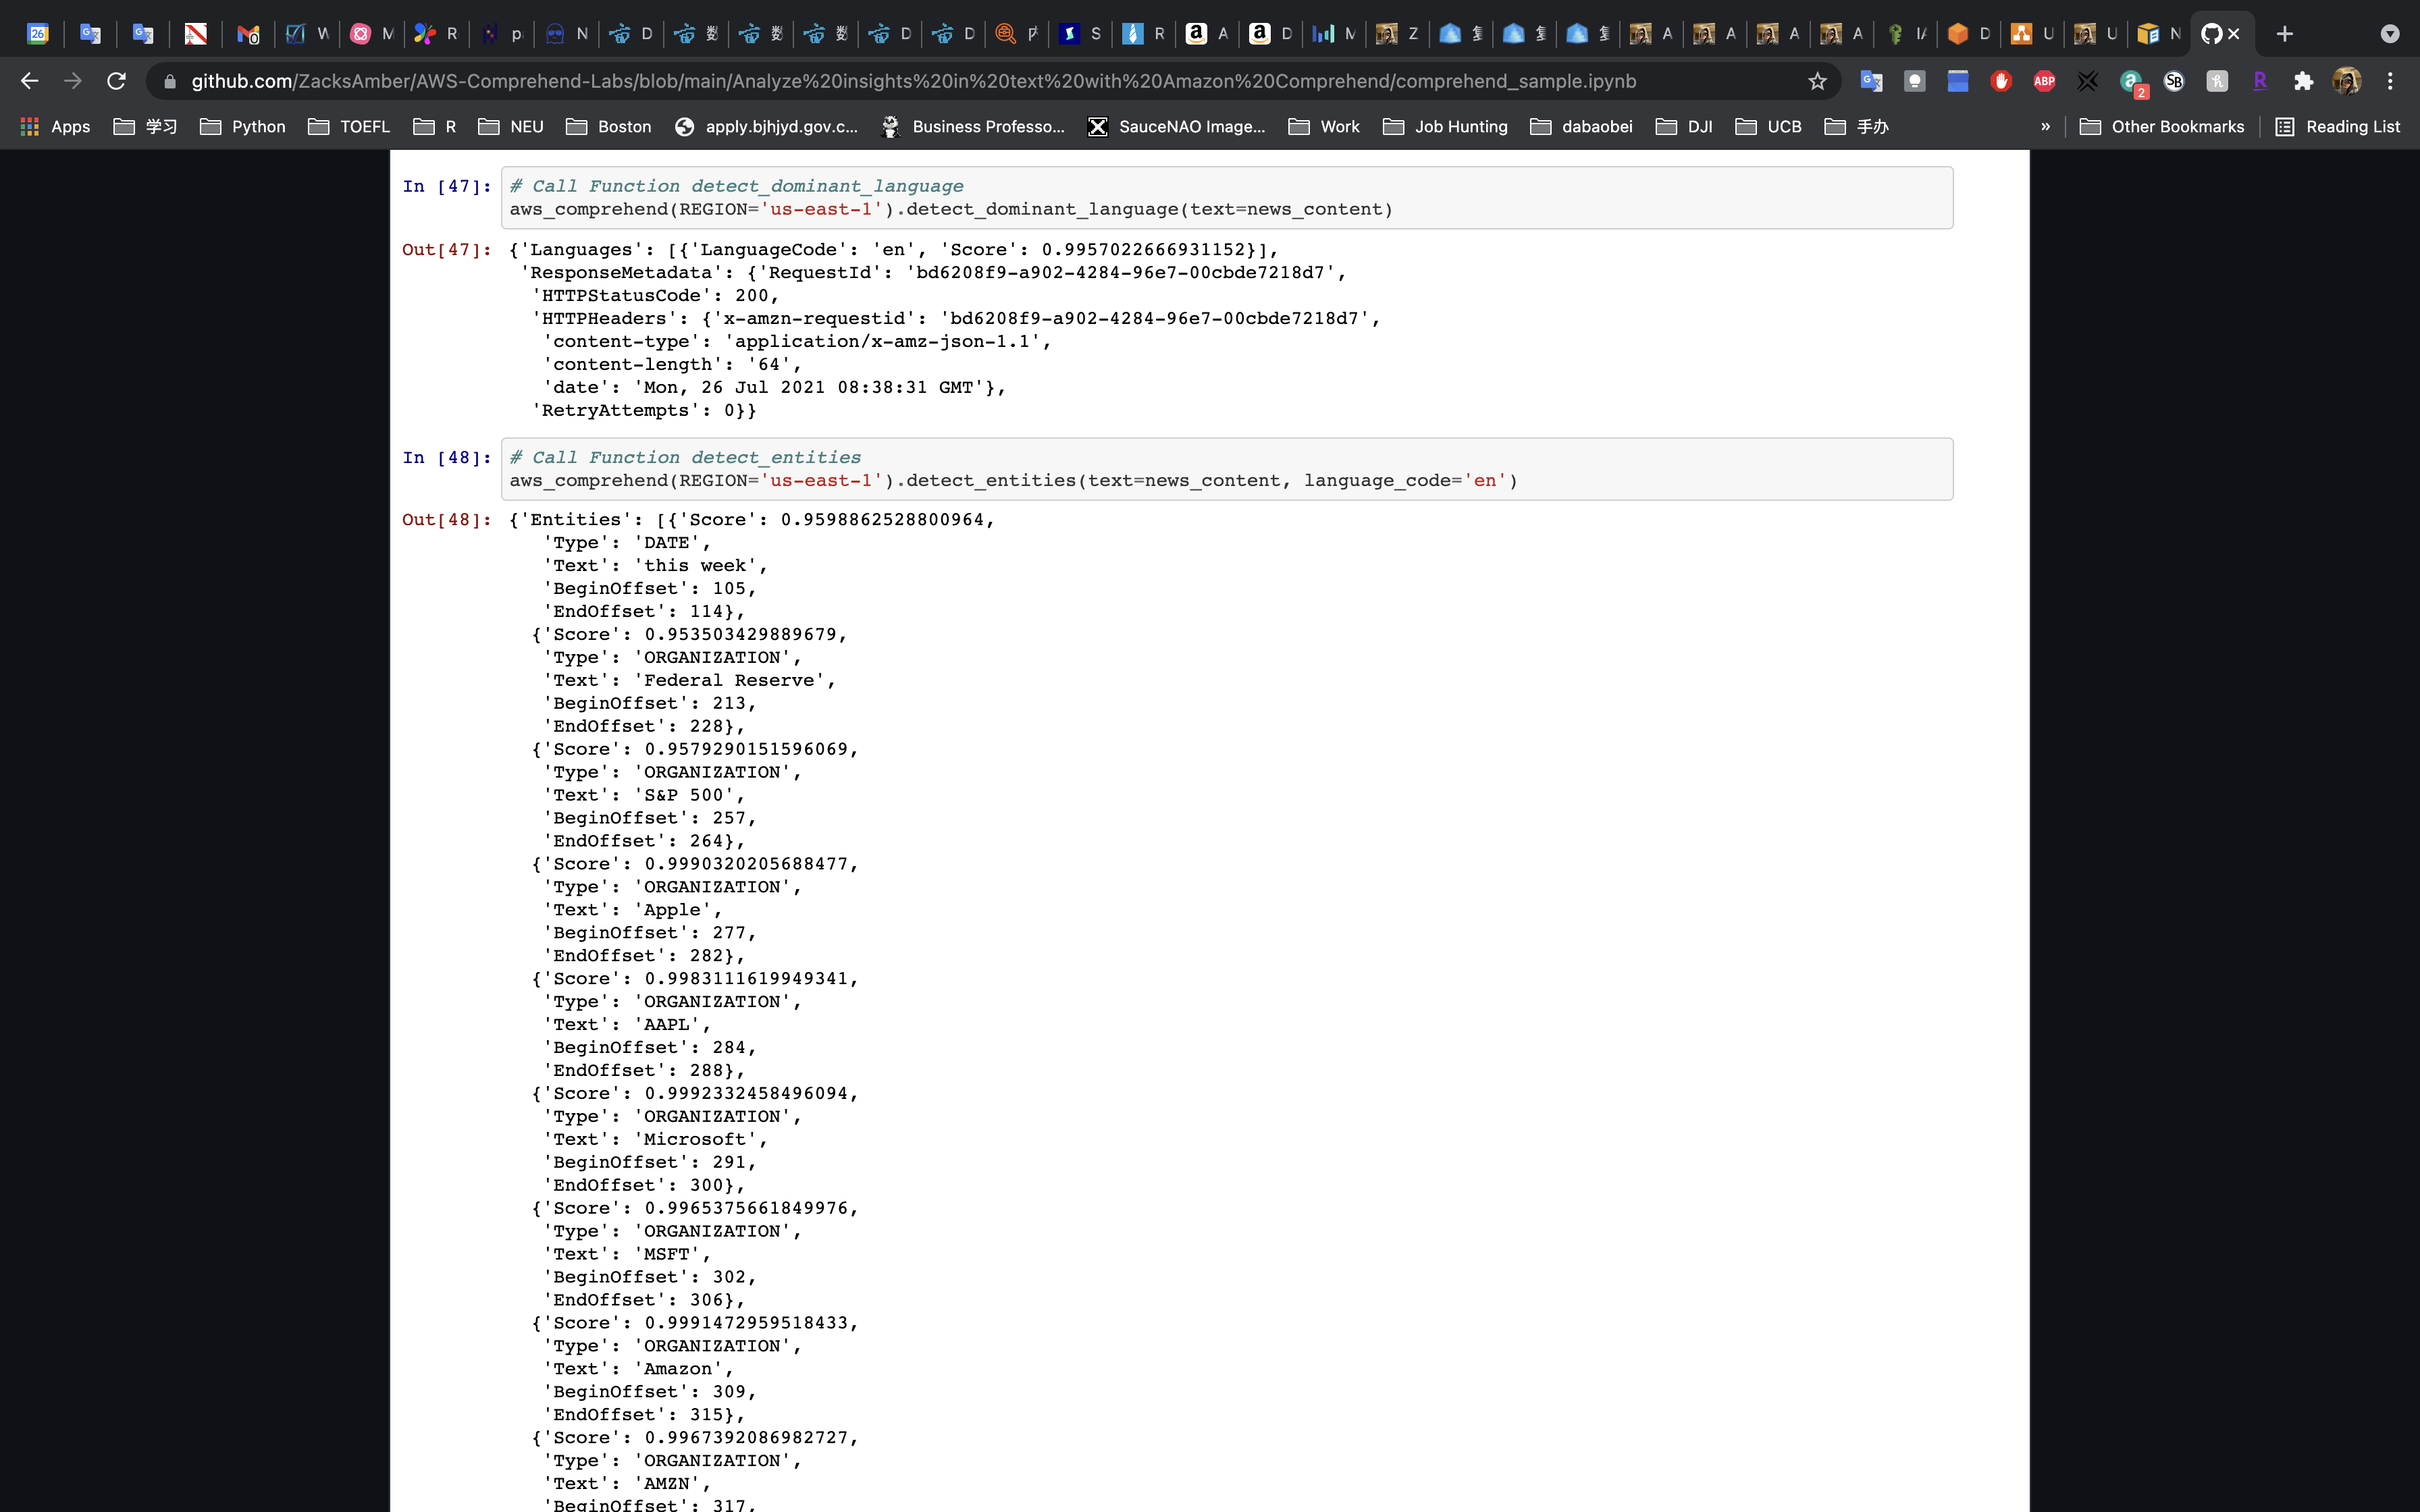 26 W M R p N D 数 数 数 D D 内 S R A D M Z 复 复 复 A A A A IA D U U N
github.com/ZacksAmber/AWS-Comprehend-Labs/blob/main/Analyze%20insights%20in%20text%20with%20Amazon%20Comprehend/comprehend_sample.ipynb ABP 2 SB h R
Apps 学习 Python TOEFL R NEU Boston apply.bjhjyd.gov.c... Business Professo... SauceNAO Image... Work Job Hunting dabaobei DJI UCB 手办 » Other Bookmarks Reading List
In [47]: # Call Function detect_dominant_language
aws_comprehend(REGION='us-east-1').detect_dominant_language(text=news_content)
Out[47]: {'Languages': [{'LanguageCode': 'en', 'Score': 0.9957022666931152}],
'ResponseMetadata': {'RequestId': 'bd6208f9-a902-4284-96e7-00cbde7218d7',
'HTTPStatusCode': 200,
'HTTPHeaders': {'x-amzn-requestid': 'bd6208f9-a902-4284-96e7-00cbde7218d7',
'content-type': 'application/x-amz-json-1.1',
'content-length': '64',
'date': 'Mon, 26 Jul 2021 08:38:31 GMT'},
'RetryAttempts': 0}}
In [48]: # Call Function detect_entities
aws_comprehend(REGION='us-east-1').detect_entities(text=news_content, language_code='en')
Out[48]: {'Entities': [{'Score': 0.9598862528800964,
'Type': 'DATE',
'Text': 'this week',
'BeginOffset': 105,
'EndOffset': 114},
{'Score': 0.953503429889679,
'Type': 'ORGANIZATION',
'Text': 'Federal Reserve',
'BeginOffset': 213,
'EndOffset': 228},
{'Score': 0.9579290151596069,
'Type': 'ORGANIZATION',
'Text': 'S&P 500',
'BeginOffset': 257,
'EndOffset': 264},
{'Score': 0.9990320205688477,
'Type': 'ORGANIZATION',
'Text': 'Apple',
'BeginOffset': 277,
'EndOffset': 282},
{'Score': 0.9983111619949341,
'Type': 'ORGANIZATION',
'Text': 'AAPL',
'BeginOffset': 284,
'EndOffset': 288},
{'Score': 0.99923324584960​94,
'Type': 'ORGANIZATION',
'Text': 'Microsoft',
'BeginOffset': 291,
'EndOffset': 300},
{'Score': 0.9965375661849976,
'Type': 'ORGANIZATION',
'Text': 'MSFT',
'BeginOffset': 302,
'EndOffset': 306},
{'Score': 0.9991472959518433,
'Type': 'ORGANIZATION',
'Text': 'Amazon',
'BeginOffset': 309,
'EndOffset': 315},
{'Score': 0.9967392086982727,
'Type': 'ORGANIZATION',
'Text': 'AMZN',
'BeginOffset': 317,